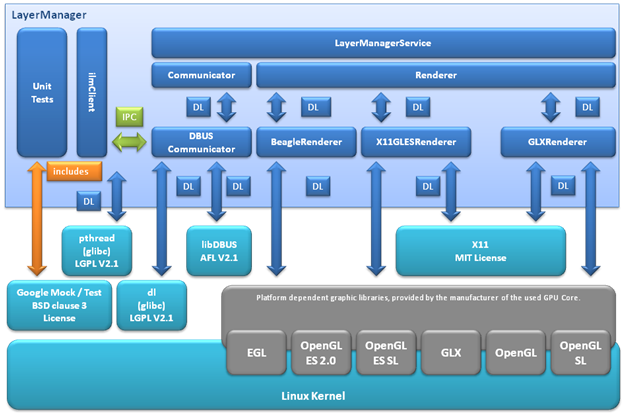 LayerManager
LayerManagerService
Unit
Tests
ilmClient
Communicator
Renderer
IPC
DL
DL
DL
DL
DBUS
Communicator
BeagleRenderer
X11GLESRenderer
GLXRenderer
includes
DL
DL
DL
DL
DL
DL
pthread
(glibc)
LGPL V2.1
libDBUS
AFL V2.1
X11
MIT License
Google Mock / Test
BSD clause 3
License
dl
(glibc)
LGPL V2.1
Platform dependent graphic libraries, provided by the manufacturer of the used GPU Core.
EGL
OpenGL
ES 2.0
OpenGL
ES SL
GLX
OpenGL
OpenGL
SL
Linux Kernel